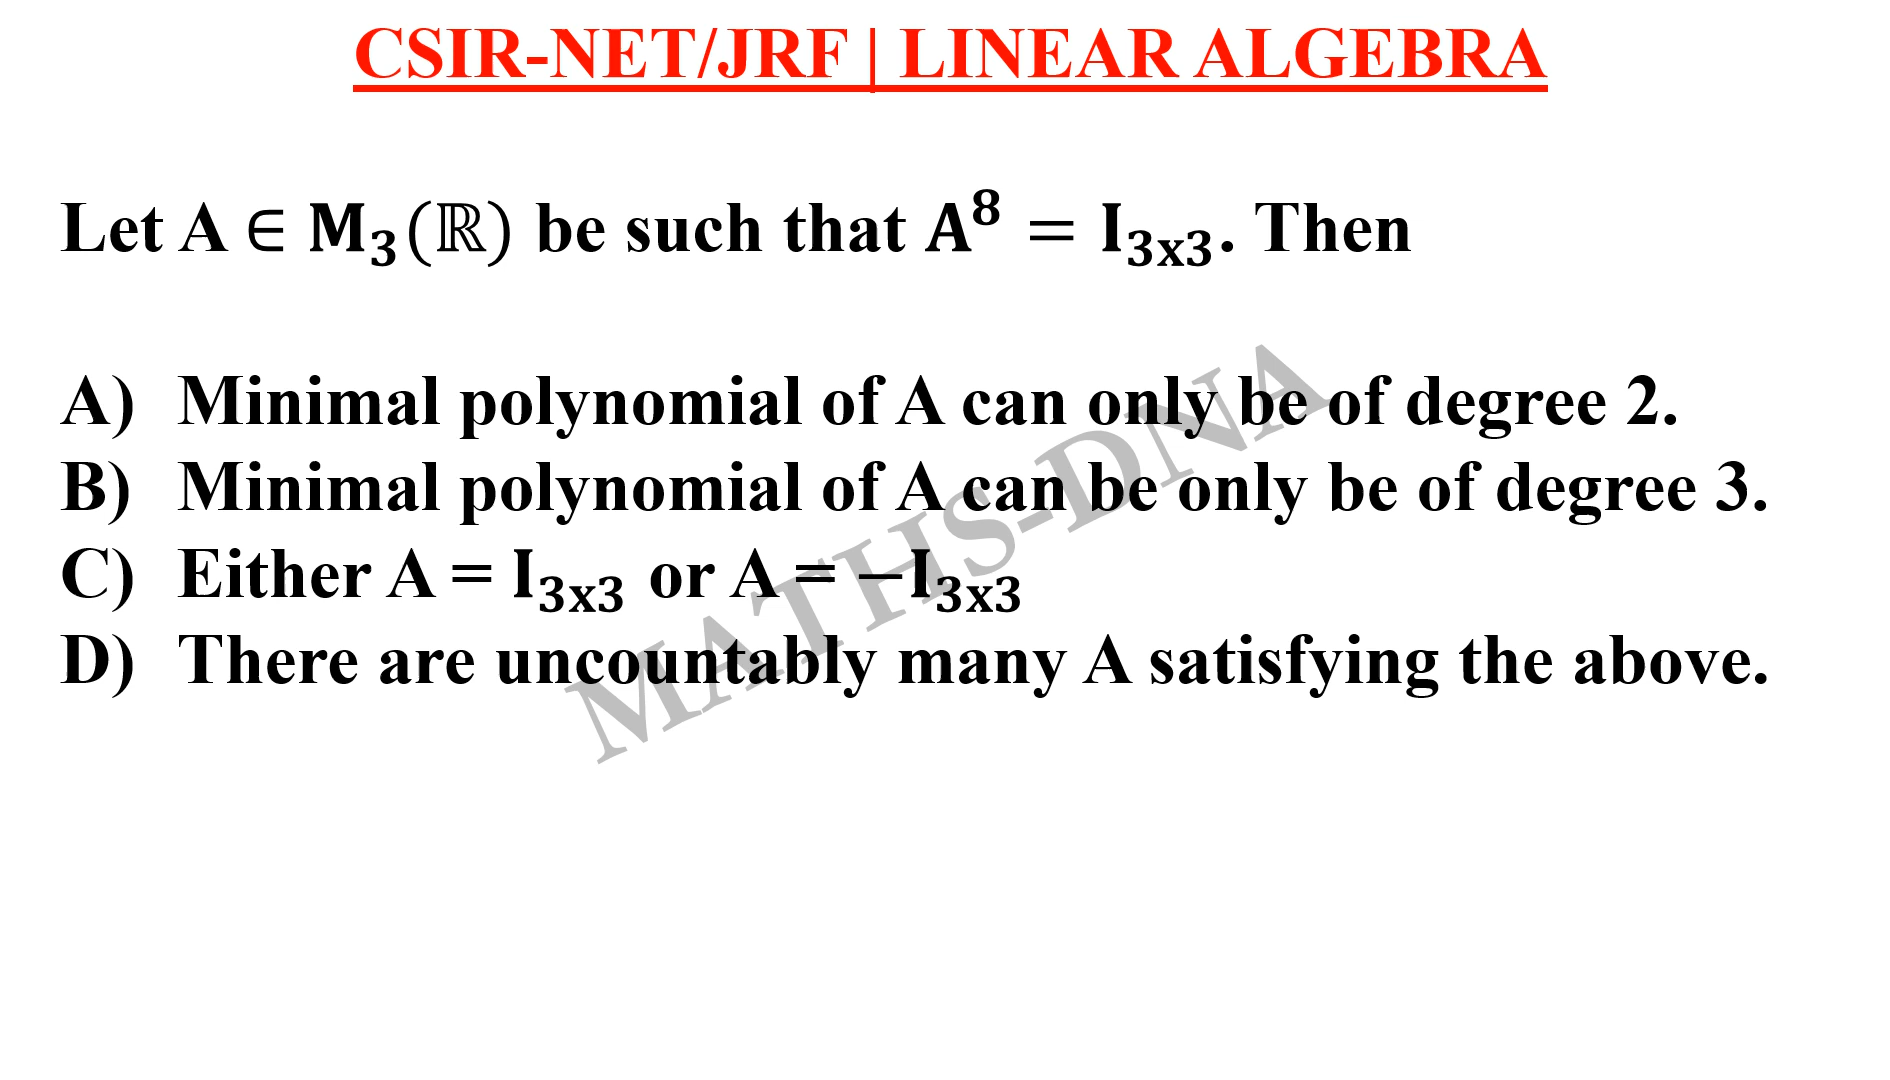 CSIR-NET/JRF | LINEAR ALGEBRA
Let A ∈ M₃(ℝ) be such that A⁸ = I₃ₓ₃. Then
A) Minimal polynomial of A can only be of degree 2.
B) Minimal polynomial of A can be only be of degree 3.
C) Either A = I₃ₓ₃ or A = −I₃ₓ₃
D) There are uncountably many A satisfying the above.
MATHS-DNA